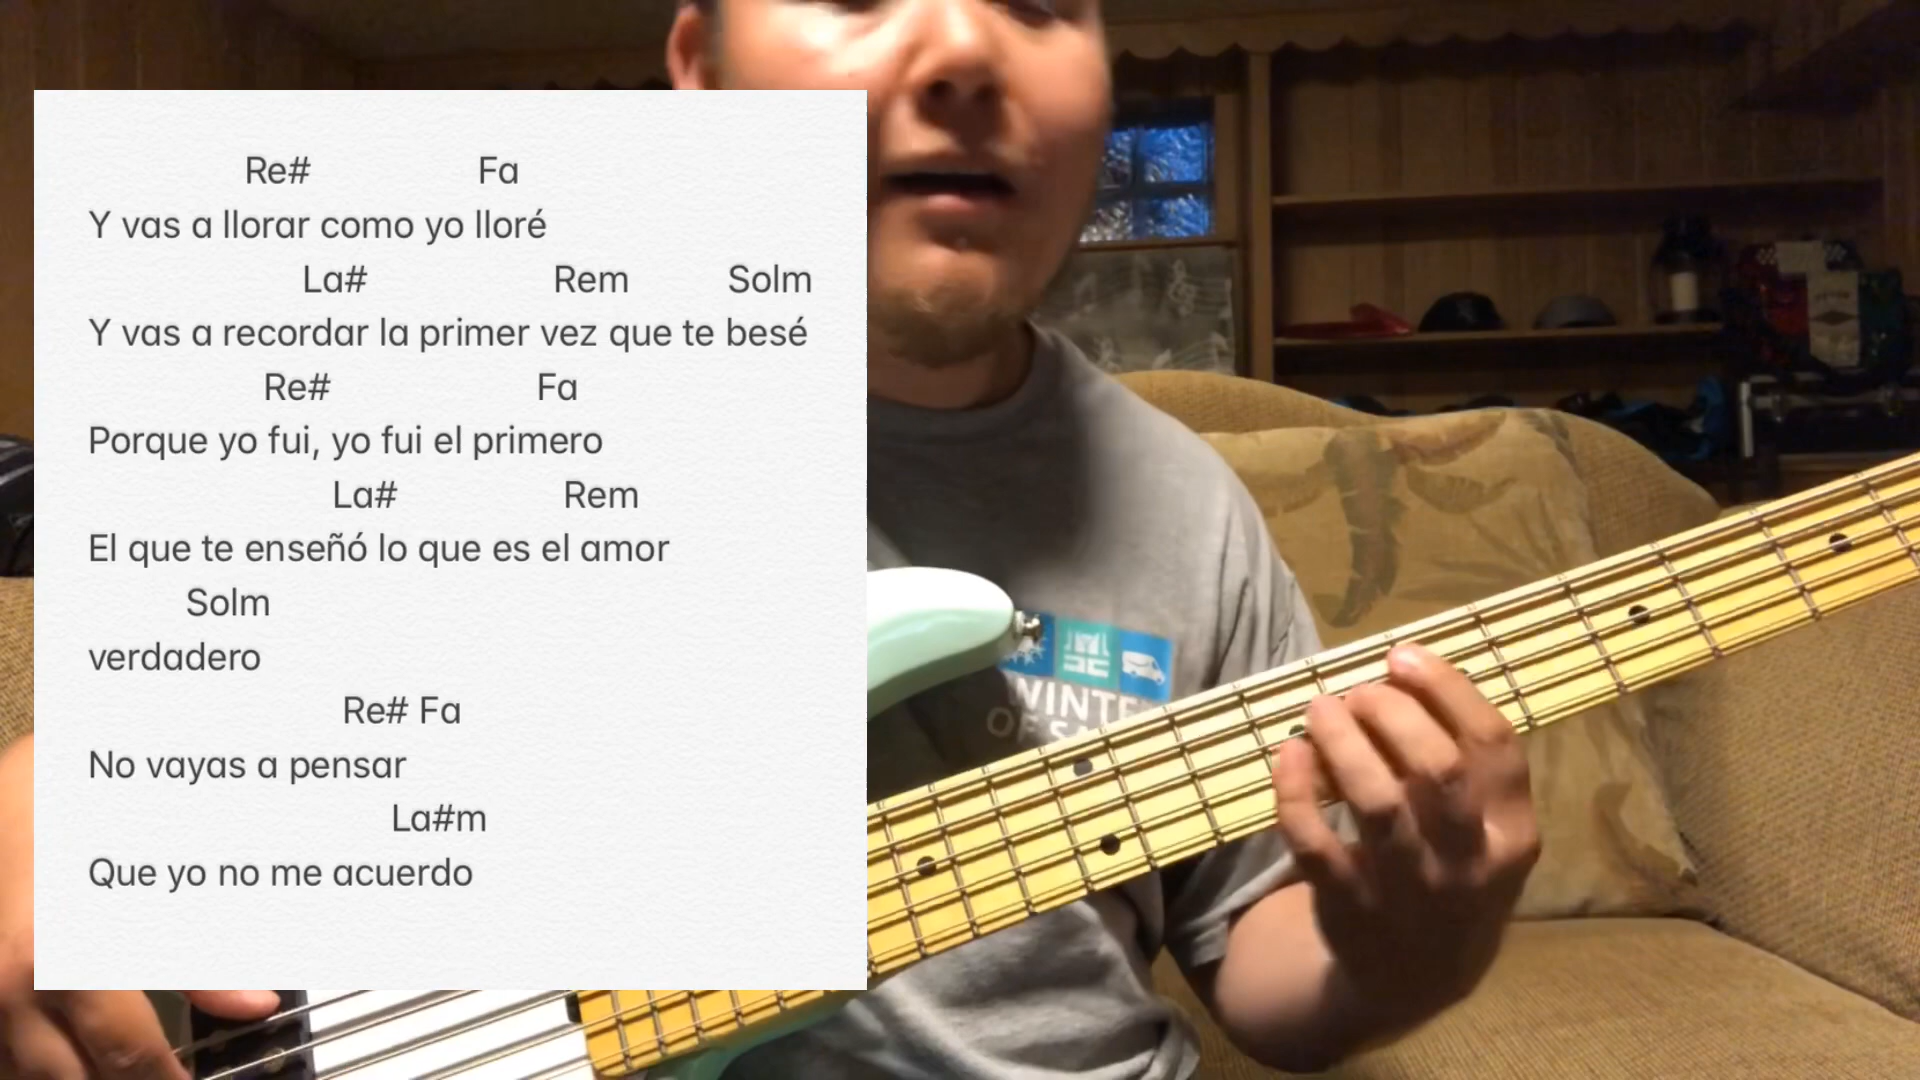 Re# Fa
Y vas a llorar como yo lloré
La# Rem Solm
Y vas a recordar la primer vez que te besé
Re# Fa
Porque yo fui, yo fui el primero
La# Rem
El que te enseñó lo que es el amor
Solm
verdadero
Re# Fa
No vayas a pensar
La#m
Que yo no me acuerdo
OF